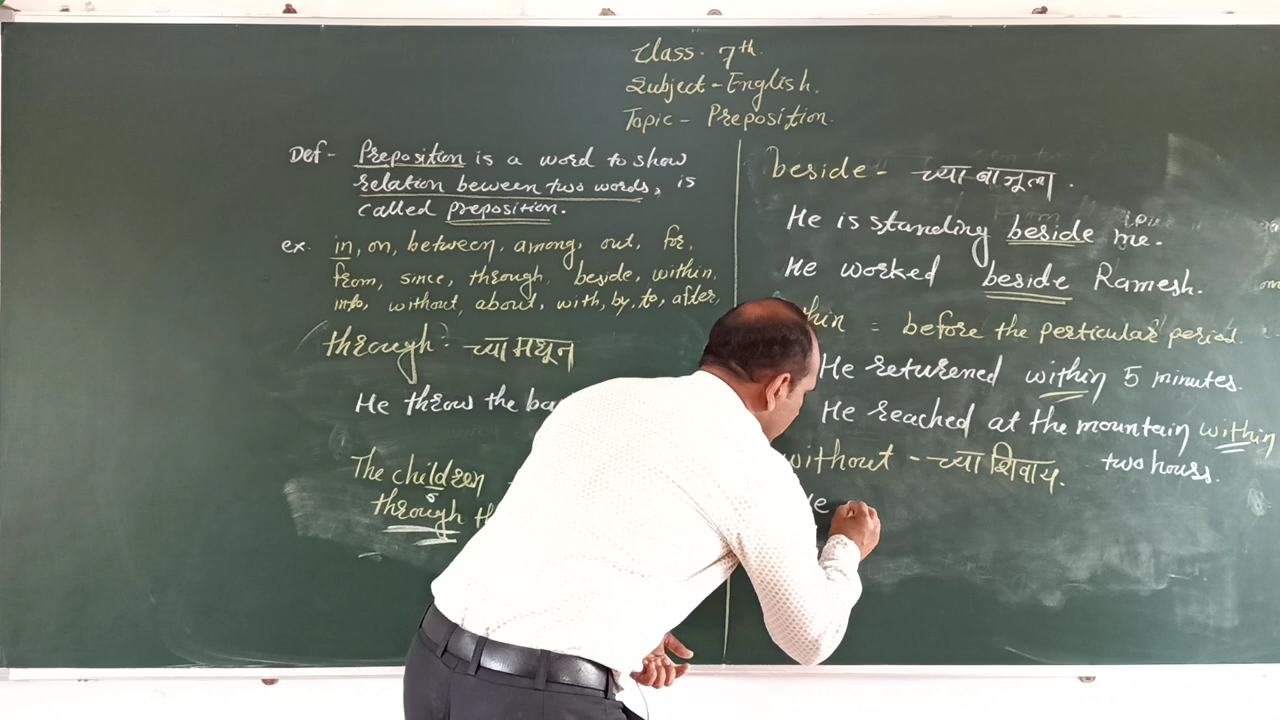 Class. 7th.
Subject - English.
Topic - Preposition.
Def - Preposition is a word to show
relation beween two words, is
called preposition.
ex. in, on, between, among, out, for,
from, since, through, beside, within,
into, without, about, with, by, to, after,
through - च्या मधून
He throw the ba
The children
through th
beside - च्या बाजूला.
He is standing beside me.
He worked beside Ramesh.
thin = before the perticular period.
He returened within 5 minutes.
He reached at the mountain within
two hours.
without - च्या शिवाय.
He